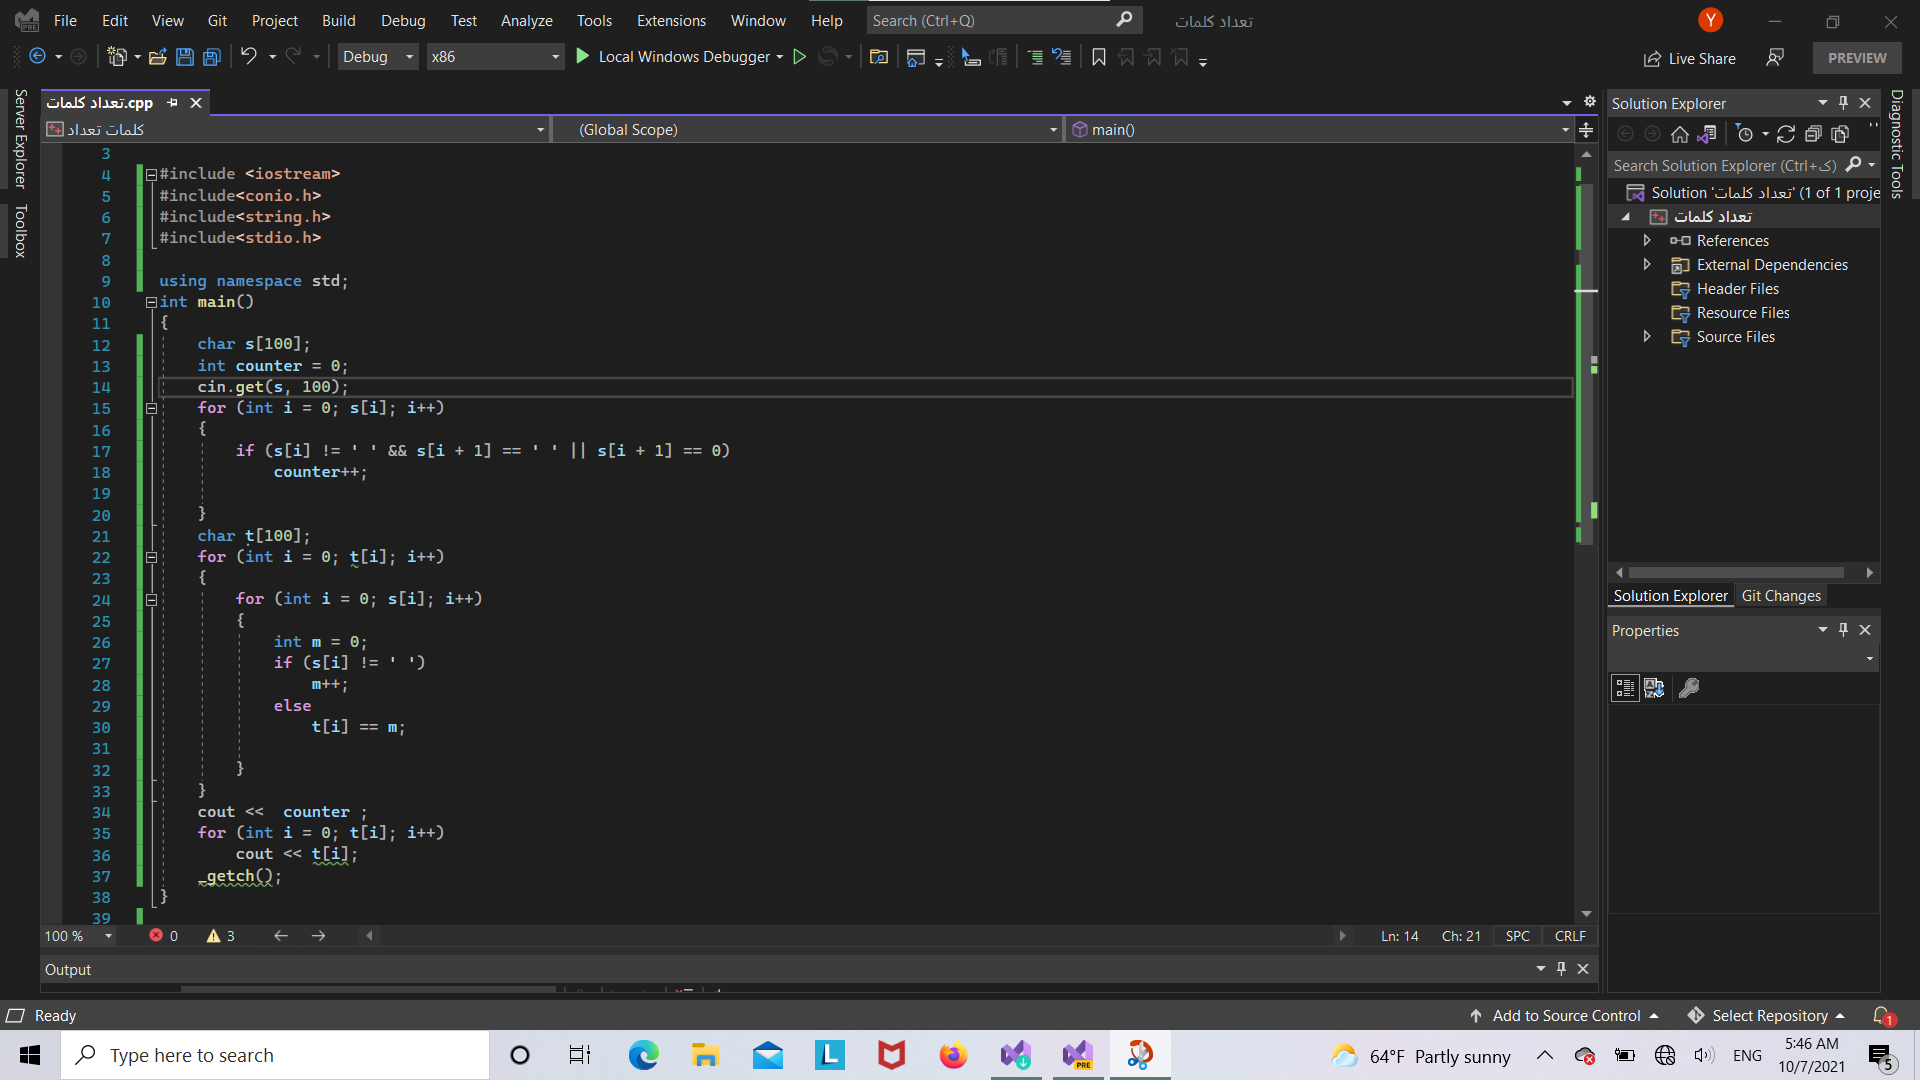 File Edit View Git Project Build Debug Test Analyze Tools Extensions Window Help Search (Ctrl+Q) تعداد کلمات Y
Debug x86 Local Windows Debugger Live Share PREVIEW
Server Explorer
Toolbox
تعداد کلمات.cpp
کلمات تعداد (Global Scope) main()
3
4 #include <iostream>
5 #include<conio.h>
6 #include<string.h>
7 #include<stdio.h>
8
9 using namespace std;
10 int main()
11 {
12 char s[100];
13 int counter = 0;
14 cin.get(s, 100);
15 for (int i = 0; s[i]; i++)
16 {
17 if (s[i] != ' ' && s[i + 1] == ' ' || s[i + 1] == 0)
18 counter++;
19
20 }
21 char t[100];
22 for (int i = 0; t[i]; i++)
23 {
24 for (int i = 0; s[i]; i++)
25 {
26 int m = 0;
27 if (s[i] != ' ')
28 m++;
29 else
30 t[i] == m;
31
32 }
33 }
34 cout <<  counter ;
35 for (int i = 0; t[i]; i++)
36 cout << t[i];
37 _getch();
38 }
39
100 % 0 3 Ln: 14 Ch: 21 SPC CRLF
Output
Solution Explorer
Search Solution Explorer (Ctrl+ک)
Solution 'تعداد کلمات' (1 of 1 proje
تعداد کلمات
References
External Dependencies
Header Files
Resource Files
Source Files
Solution Explorer Git Changes
Properties
Diagnostic Tools
Ready Add to Source Control Select Repository 1
Type here to search L PRE 64°F Partly sunny ENG 5:46 AM
10/7/2021 5